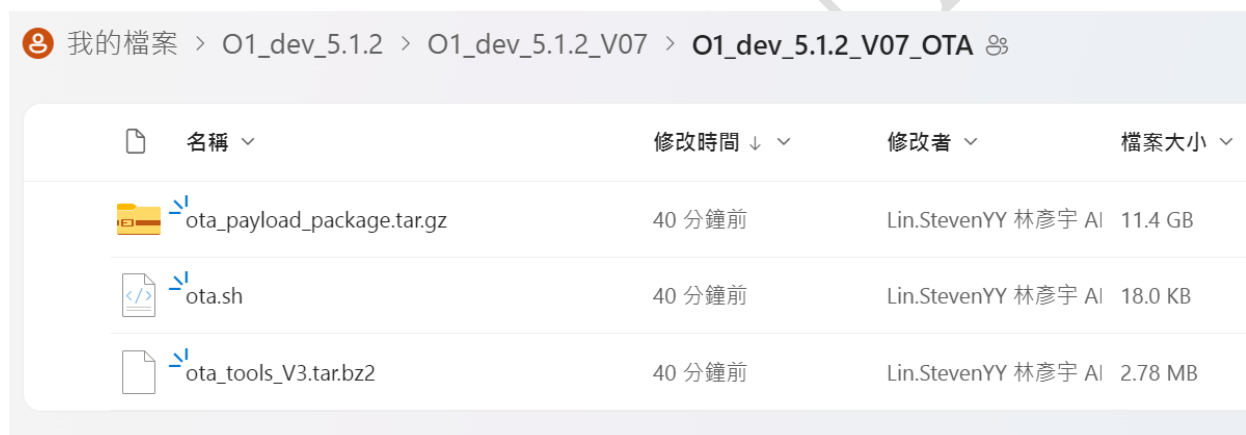 我的檔案 > O1_dev_5.1.2 > O1_dev_5.1.2_V07 > O1_dev_5.1.2_V07_OTA
名稱 修改時間 ↓ 修改者 檔案大小
ota_payload_package.tar.gz 40 分鐘前 Lin.StevenYY 林彥宇 AI 11.4 GB
ota.sh 40 分鐘前 Lin.StevenYY 林彥宇 AI 18.0 KB
ota_tools_V3.tar.bz2 40 分鐘前 Lin.StevenYY 林彥宇 AI 2.78 MB